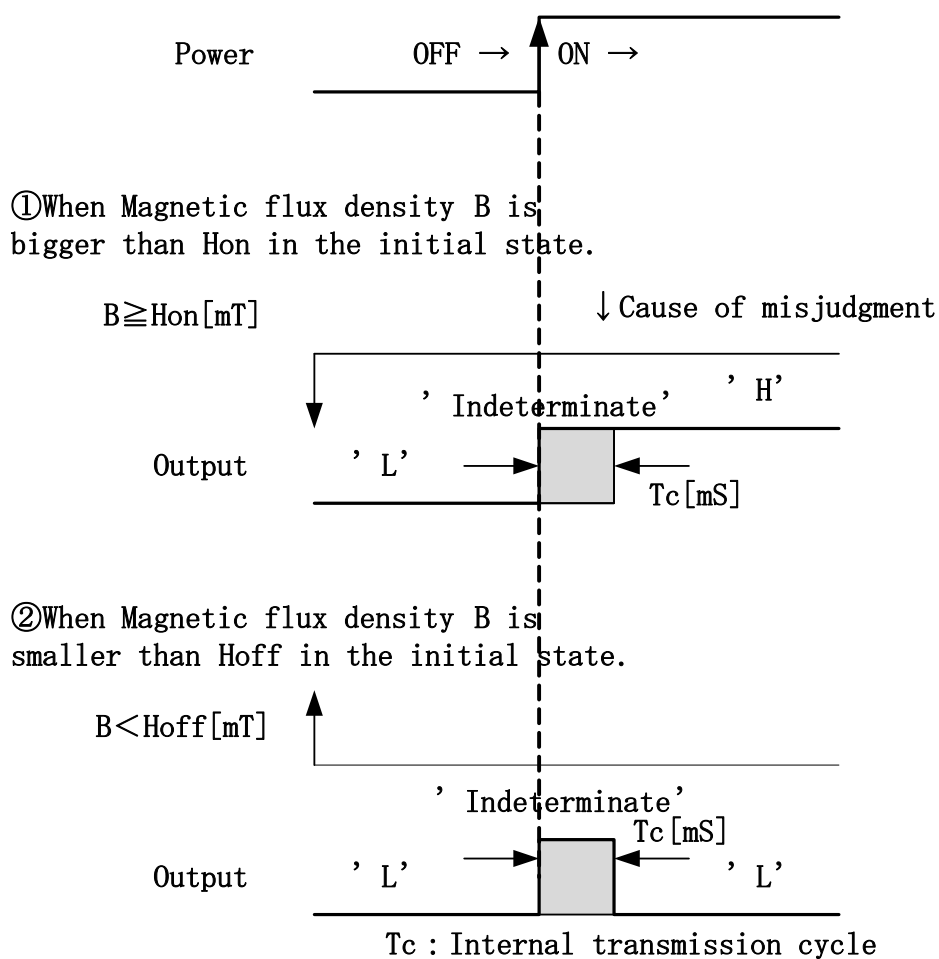 Power OFF → ON →
①When Magnetic flux density B is
bigger than Hon in the initial state.
B≧Hon[mT] ↓Cause of misjudgment
'Indeterminate' 'H'
Output 'L' Tc[mS]
②When Magnetic flux density B is
smaller than Hoff in the initial state.
B＜Hoff[mT]
'Indeterminate'
Tc[mS]
Output 'L' 'L'
Tc：Internal transmission cycle